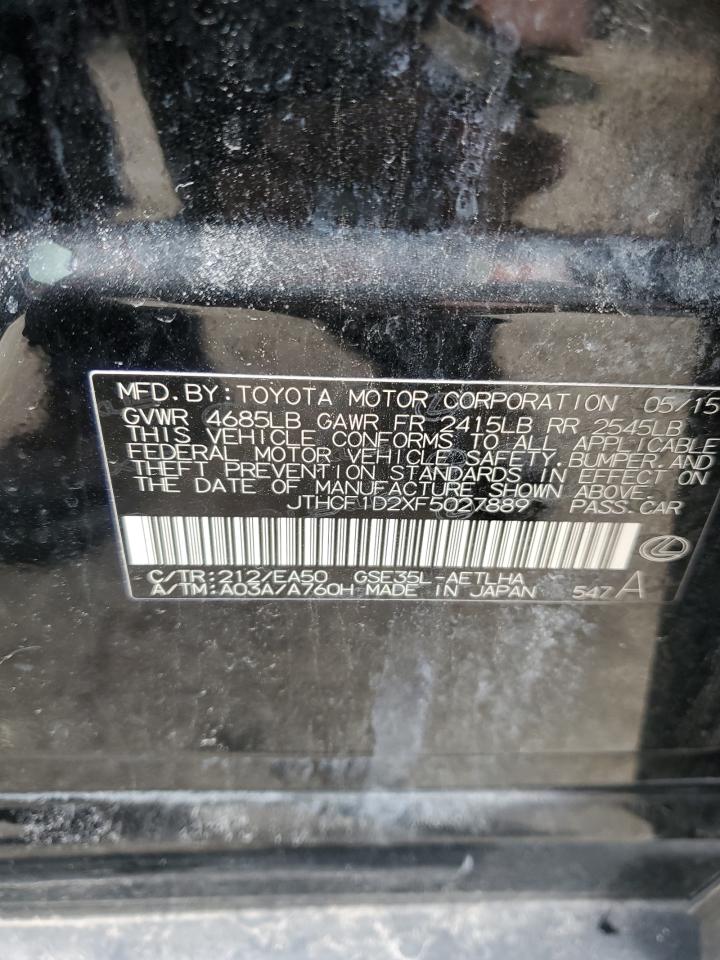 MFD.BY:TOYOTA MOTOR CORPORATION 05/15
GVWR 4685LB GAWR FR 2415LB RR 2545LB
THIS VEHICLE CONFORMS TO ALL APPLICABLE
FEDERAL MOTOR VEHICLE SAFETY, BUMPER, AND
THEFT PREVENTION STANDARDS IN EFFECT ON
THE DATE OF MANUFACTURE SHOWN ABOVE.
JTHCF1D2XF5027889 PASS.CAR
C/TR:212/EA50 GSE35L-AETLHA
A/TM:A03A/A760H MADE IN JAPAN 547 A